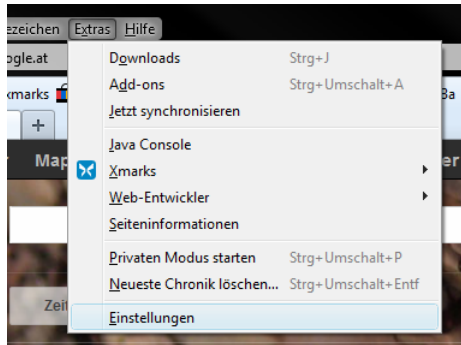 ezeichen Extras Hilfe
ogle.at
Downloads Strg+J
Add-ons Strg+Umschalt+A
xmarks
Ba
Jetzt synchronisieren
+
Java Console
Map
er
Xmarks
Web-Entwickler
Seiteninformationen
Privaten Modus starten Strg+Umschalt+P
Neueste Chronik löschen... Strg+Umschalt+Entf
Zeit
Einstellungen